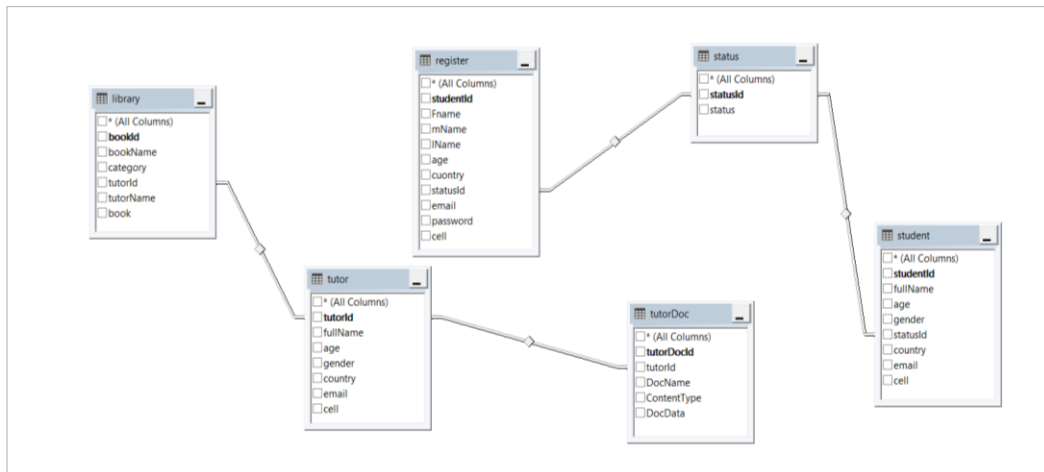 library
* (All Columns)
bookId
bookName
category
tutorId
tutorName
book
register
* (All Columns)
studentId
Fname
mName
lName
age
cuontry
statusId
email
password
cell
status
* (All Columns)
statusId
status
tutor
* (All Columns)
tutorId
fullName
age
gender
country
email
cell
tutorDoc
* (All Columns)
tutorDocId
tutorId
DocName
ContentType
DocData
student
* (All Columns)
studentId
fullName
age
gender
statusId
country
email
cell